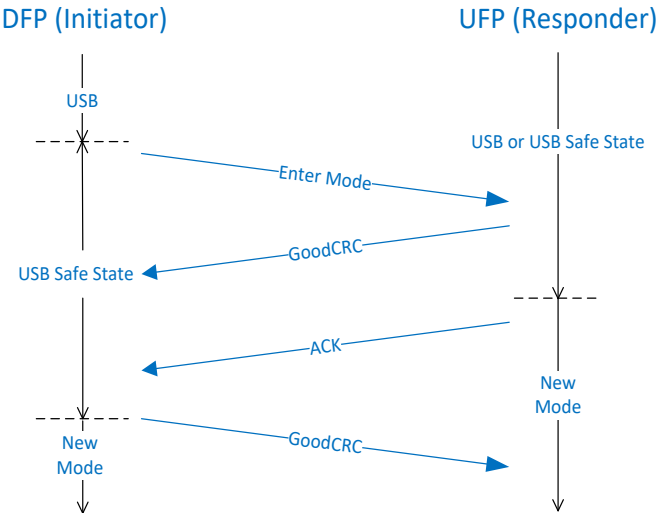 DFP (Initiator)
UFP (Responder)
USB
USB or USB Safe State
Enter Mode
GoodCRC
USB Safe State
ACK
New
Mode
GoodCRC
New
Mode